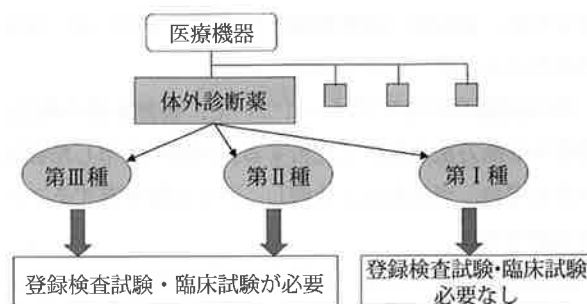 医療機器
体外診断薬
第Ⅲ種
第Ⅱ種
第Ⅰ種
登録検査試験・臨床試験が必要
登録検査試験・臨床試験
必要なし